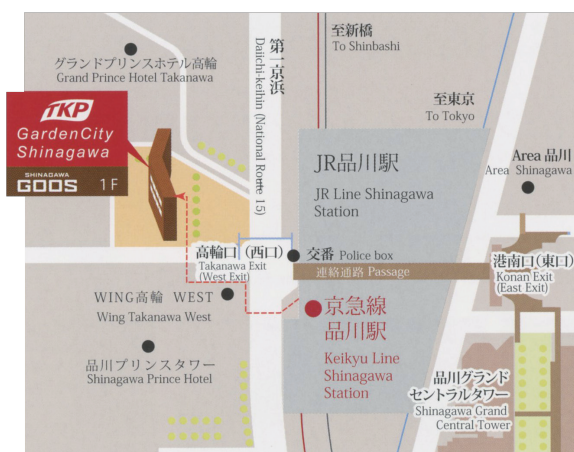 グランドプリンスホテル高輪
Grand Prince Hotel Takanawa
第一京浜
Daiichi-keihin (National Route 15)
至新橋
To Shinbashi
至東京
To Tokyo
TKP
GardenCity
Shinagawa
SHINAGAWA
GOOS 1F
JR品川駅
JR Line Shinagawa
Station
Area 品川
Area Shinagawa
高輪口（西口）
Takanawa Exit
(West Exit)
交番 Police box
連絡通路 Passage
港南口（東口）
Konan Exit
(East Exit)
WING高輪 WEST
Wing Takanawa West
京急線
品川駅
Keikyu Line
Shinagawa
Station
品川プリンスタワー
Shinagawa Prince Hotel
品川グランド
セントラルタワー
Shinagawa Grand
Central Tower